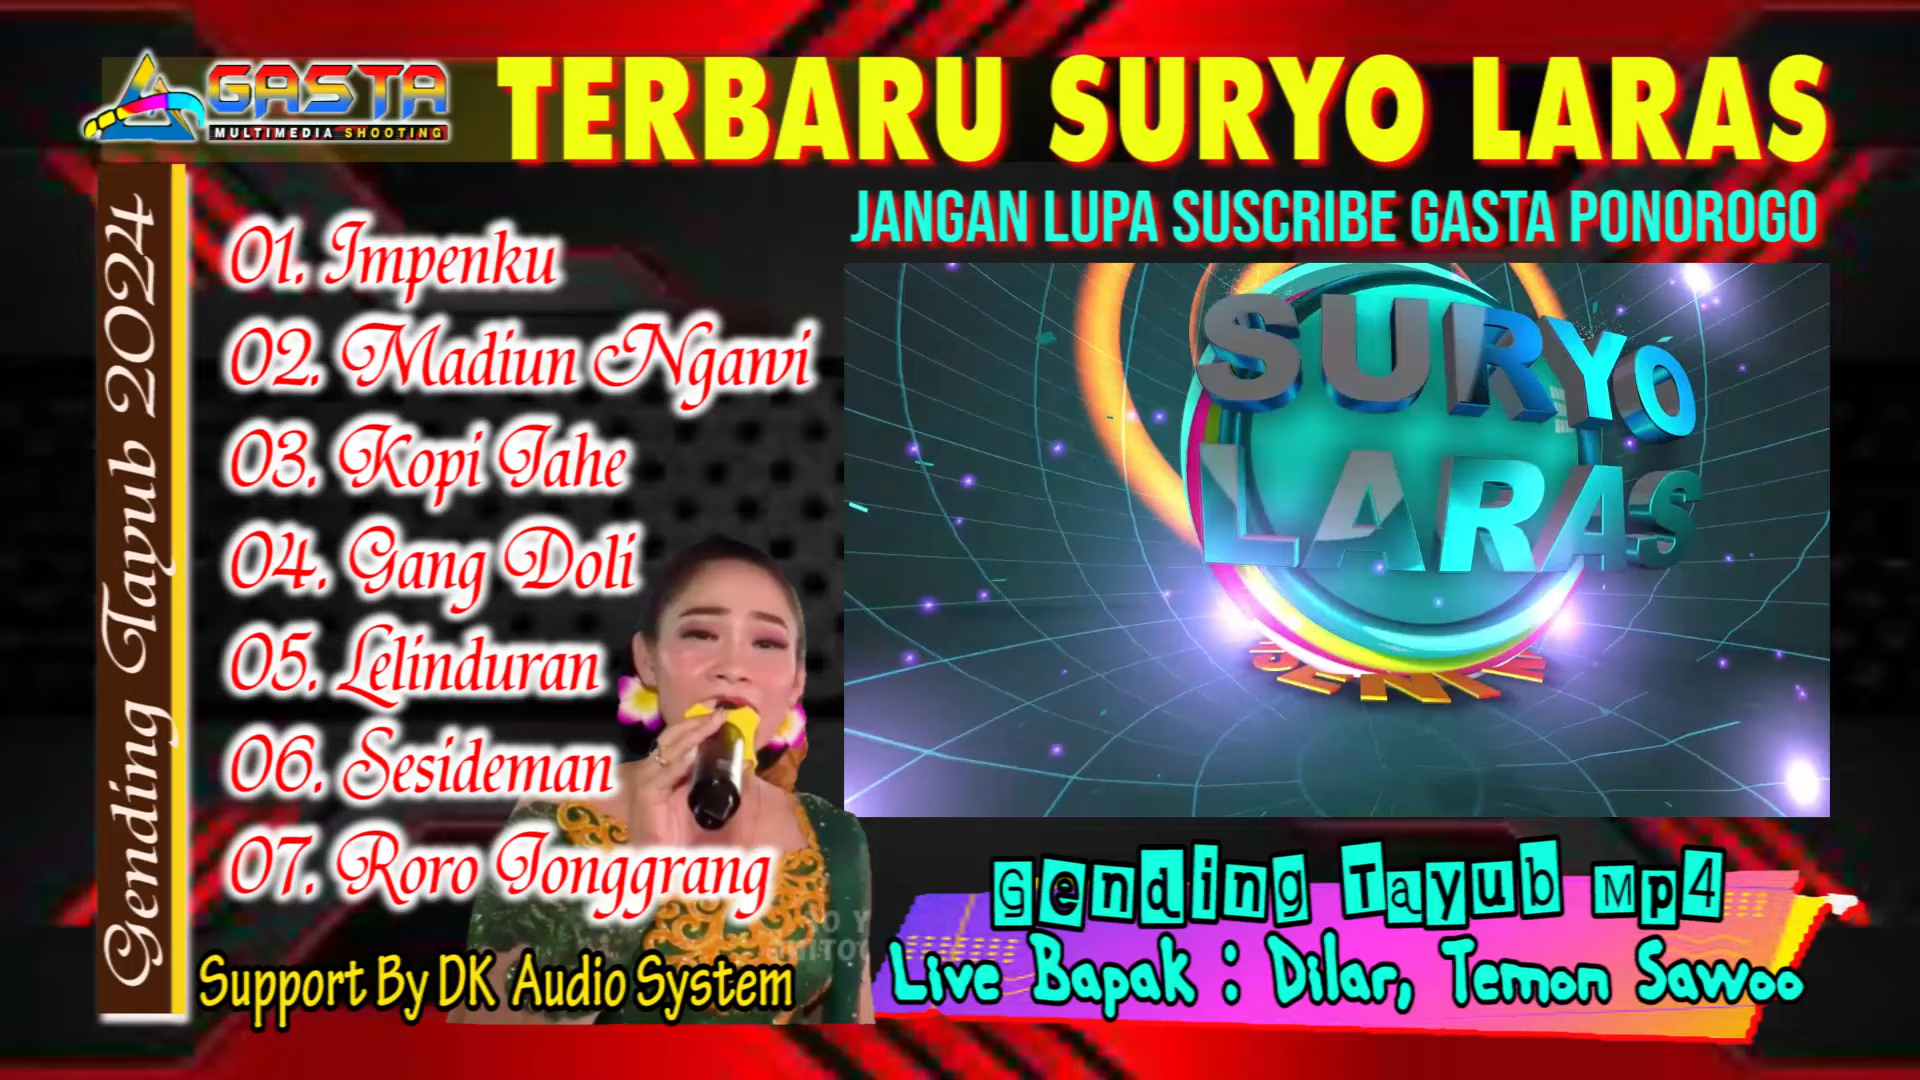 GASTA
MULTIMEDIA SHOOTING
TERBARU SURYO LARAS
JANGAN LUPA SUSCRIBE GASTA PONOROGO
Gending Tayub 2024
01. Impenku
02. Madiun Ngawi
03. Kopi Jahe
04. Gang Doli
05. Lelinduran
06. Sesideman
07. Roro Jonggrang
Support By DK Audio System
SURYO
LARAS
Gending Tayub Mp4
Live Bapak : Dilar, Temon Sawoo